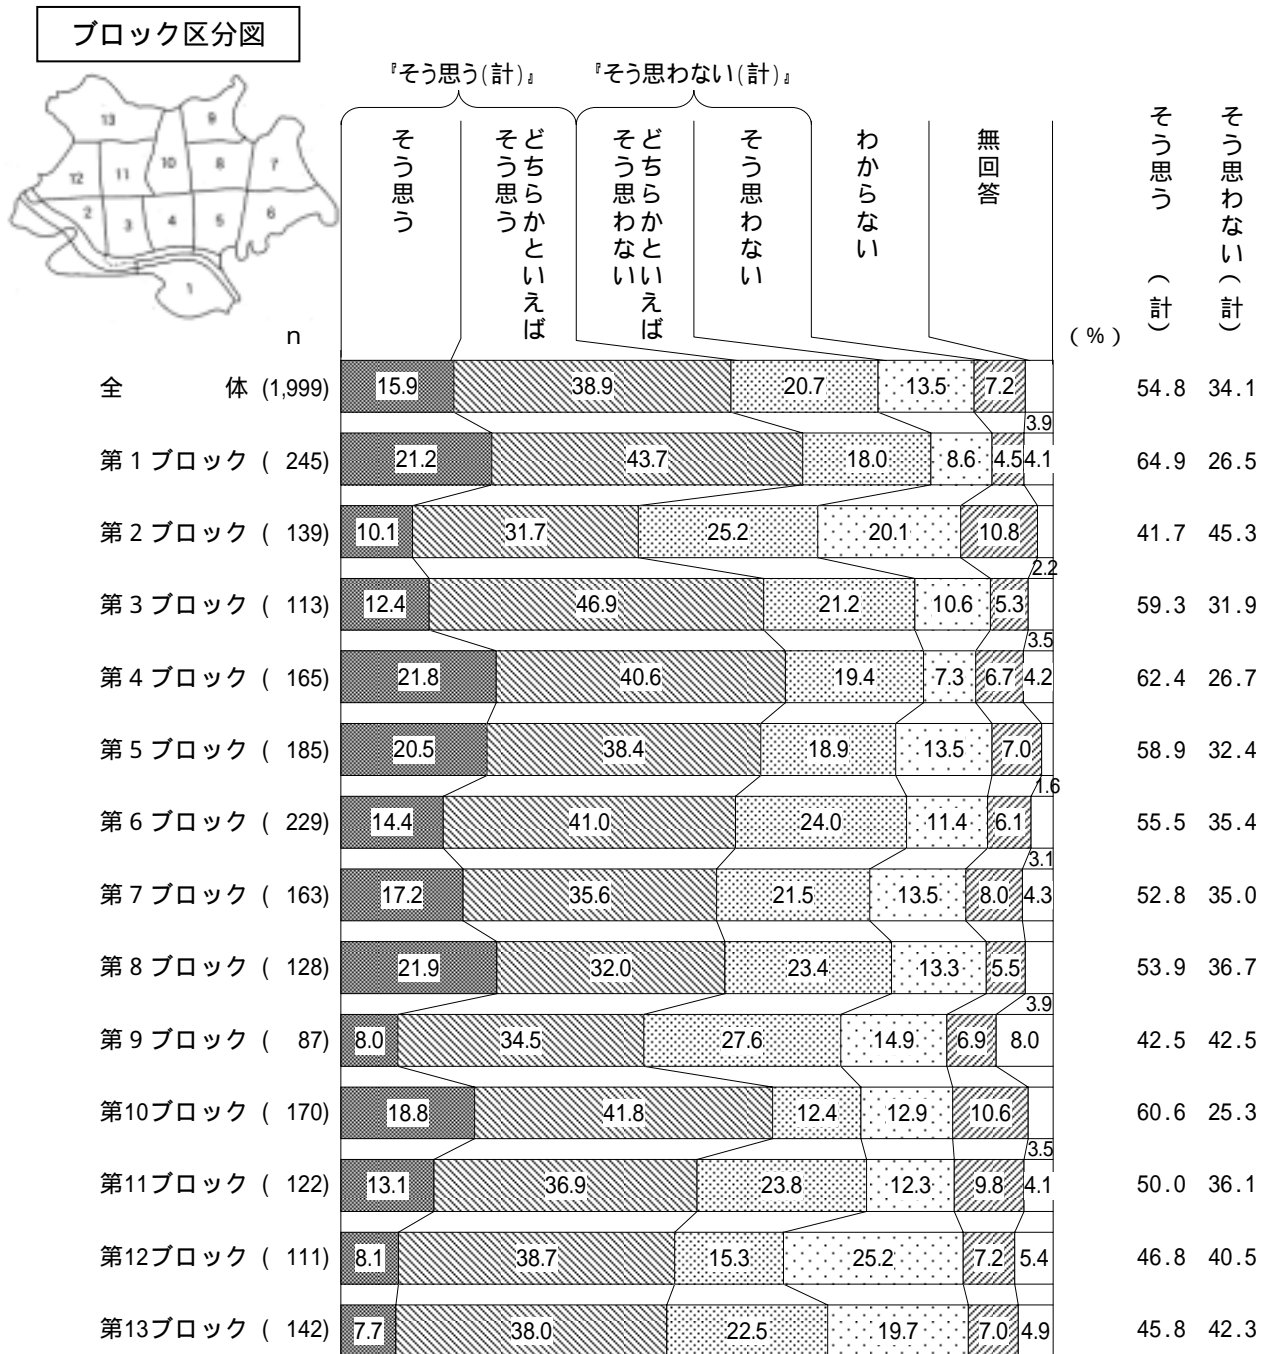 ブロック区分図
13
9
12
11
10
8
7
2
3
4
5
6
1
『そう思う(計)』
『そう思わない(計)』
そう思う
どちらかといえば
そう思う
どちらかといえば
そう思わない
そう思わない
わからない
無回答
そう思う(計)
そう思わない(計)
n
(%)
全体 (1,999) 15.9 38.9 20.7 13.5 7.2 3.9 54.8 34.1
第1ブロック ( 245) 21.2 43.7 18.0 8.6 4.5 4.1 64.9 26.5
第2ブロック ( 139) 10.1 31.7 25.2 20.1 10.8 2.2 41.7 45.3
第3ブロック ( 113) 12.4 46.9 21.2 10.6 5.3 3.5 59.3 31.9
第4ブロック ( 165) 21.8 40.6 19.4 7.3 6.7 4.2 62.4 26.7
第5ブロック ( 185) 20.5 38.4 18.9 13.5 7.0 1.6 58.9 32.4
第6ブロック ( 229) 14.4 41.0 24.0 11.4 6.1 3.1 55.5 35.4
第7ブロック ( 163) 17.2 35.6 21.5 13.5 8.0 4.3 52.8 35.0
第8ブロック ( 128) 21.9 32.0 23.4 13.3 5.5 3.9 53.9 36.7
第9ブロック ( 87) 8.0 34.5 27.6 14.9 6.9 8.0 42.5 42.5
第10ブロック ( 170) 18.8 41.8 12.4 12.9 10.6 3.5 60.6 25.3
第11ブロック ( 122) 13.1 36.9 23.8 12.3 9.8 4.1 50.0 36.1
第12ブロック ( 111) 8.1 38.7 15.3 25.2 7.2 5.4 46.8 40.5
第13ブロック ( 142) 7.7 38.0 22.5 19.7 7.0 4.9 45.8 42.3